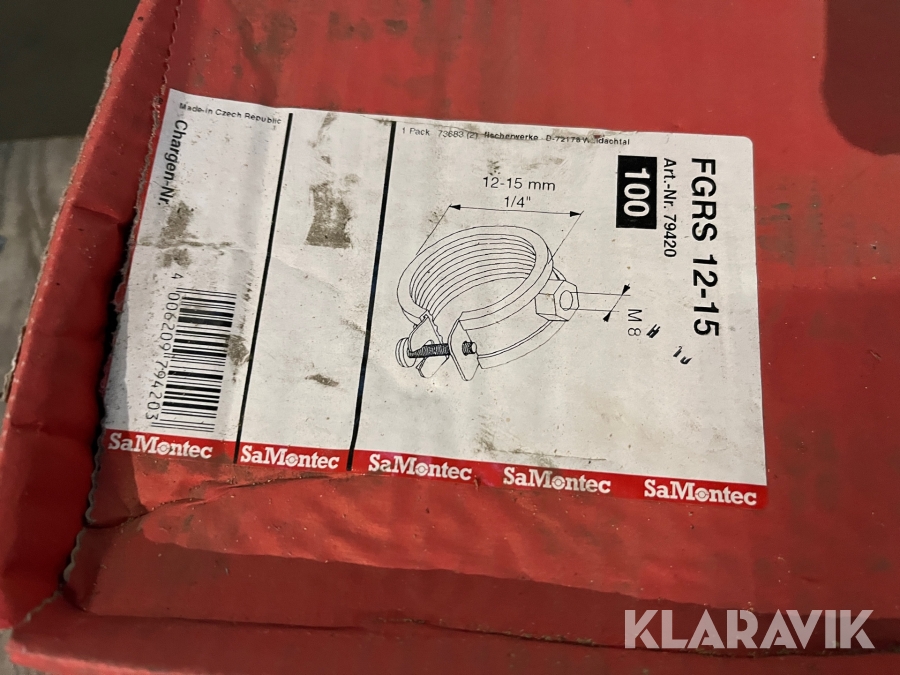 Made in Czech Republic
Chargen-Nr.
4 006209 794203
1 Pack 73683 (2) fischerwerke · D-72178 Waldachtal
12-15 mm
1/4"
M 8
100
Art.-Nr. 79420
FGRS 12-15
SaMontec SaMontec SaMontec SaMontec SaMontec
KLARAVIK